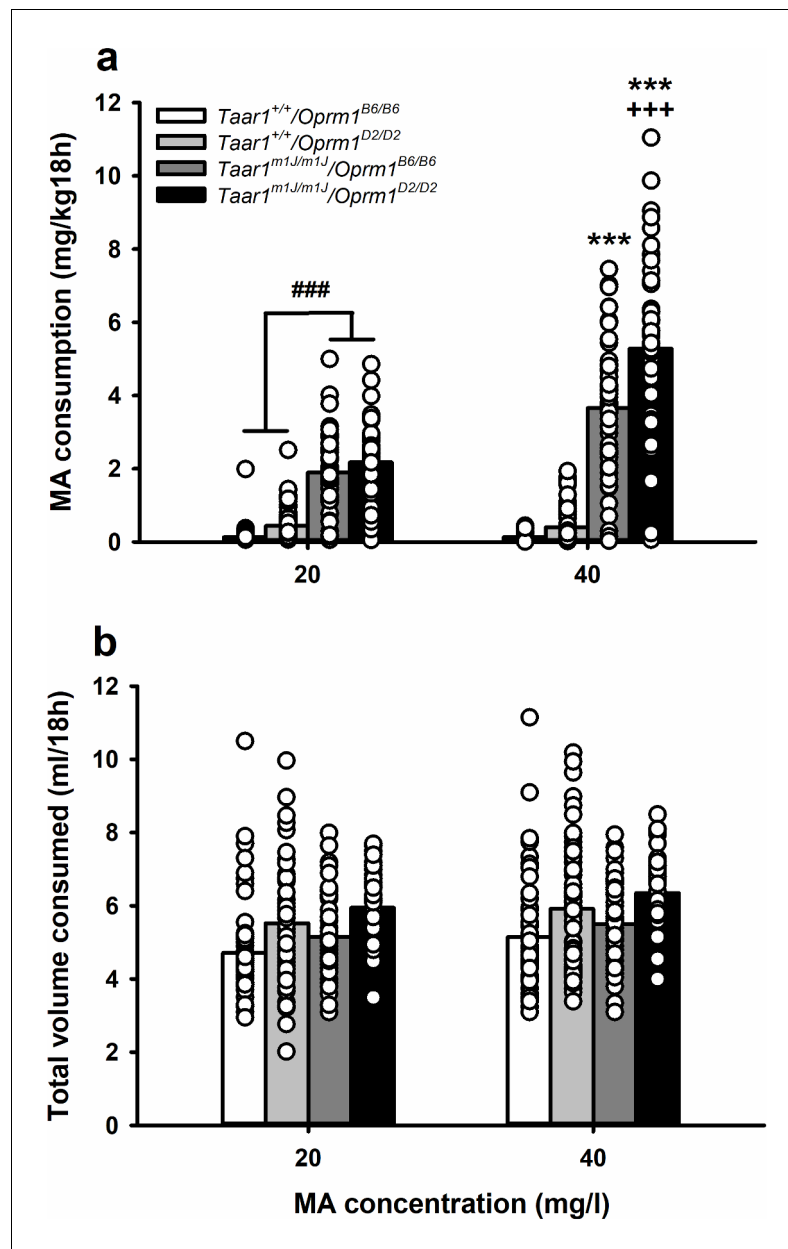 a
12
10
8
6
4
2
0
MA consumption (mg/kg18h)
Taar1+/+/Oprm1B6/B6
Taar1+/+/Oprm1D2/D2
Taar1m1J/m1J/Oprm1B6/B6
Taar1m1J/m1J/Oprm1D2/D2
###
***
***
+++
20
40
b
12
10
8
6
4
2
0
Total volume consumed (ml/18h)
20
40
MA concentration (mg/l)